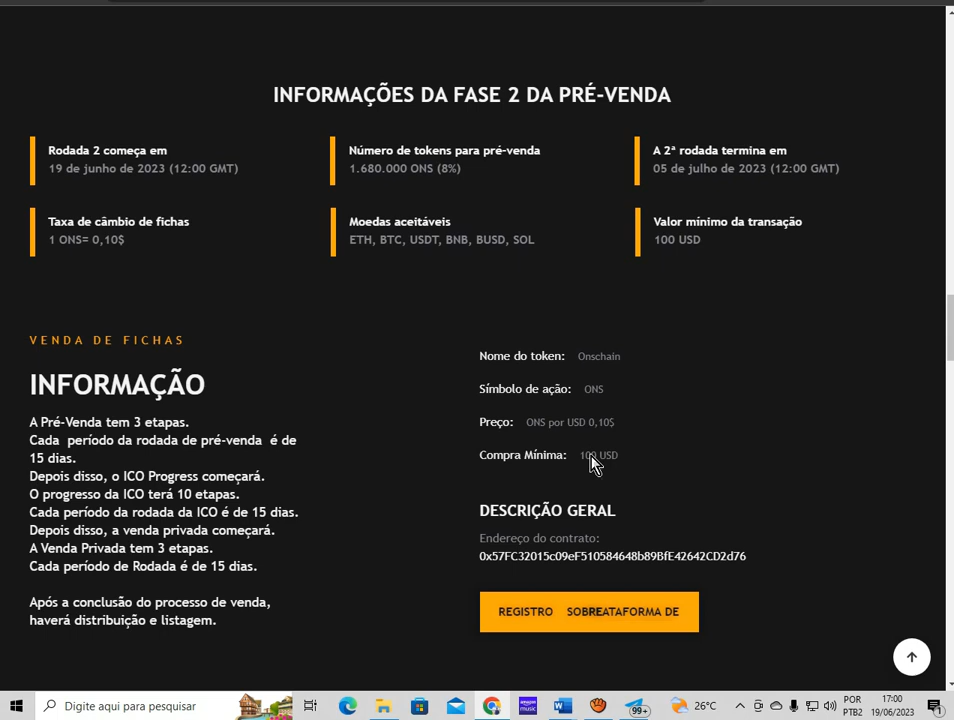 INFORMAÇÕES DA FASE 2 DA PRÉ-VENDA
Rodada 2 começa em
19 de junho de 2023 (12:00 GMT)
Número de tokens para pré-venda
1.680.000 ONS (8%)
A 2ª rodada termina em
05 de julho de 2023 (12:00 GMT)
Taxa de câmbio de fichas
1 ONS= 0,10$
Moedas aceitáveis
ETH, BTC, USDT, BNB, BUSD, SOL
Valor mínimo da transação
100 USD
VENDA DE FICHAS
INFORMAÇÃO
A Pré-Venda tem 3 etapas.
Cada período da rodada de pré-venda é de
15 dias.
Depois disso, o ICO Progress começará.
O progresso da ICO terá 10 etapas.
Cada período da rodada da ICO é de 15 dias.
Depois disso, a venda privada começará.
A Venda Privada tem 3 etapas.
Cada período de Rodada é de 15 dias.
Após a conclusão do processo de venda,
haverá distribuição e listagem.
Nome do token: Onschain
Símbolo de ação: ONS
Preço: ONS por USD 0,10$
Compra Mínima: 100 USD
DESCRIÇÃO GERAL
Endereço do contrato:
0x57FC32015c09eF510584648b89BfE42642CD2d76
REGISTRO SOBRE
Digite aqui para pesquisar
amazon music
99+
26°C
POR
PTB2
17:00
19/06/2023
1